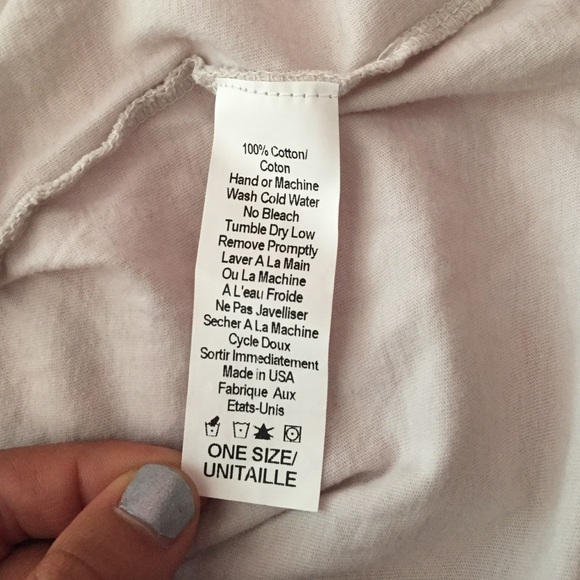 100% Cotton/
Coton
Hand or Machine
Wash Cold Water
No Bleach
Tumble Dry Low
Remove Promptly
Laver A La Main
Ou La Machine
A L'eau Froide
Ne Pas Javelliser
Secher A La Machine
Cycle Doux
Sortir Immediatement
Made in USA
Fabrique Aux
Etats-Unis
ONE SIZE/
UNITAILLE